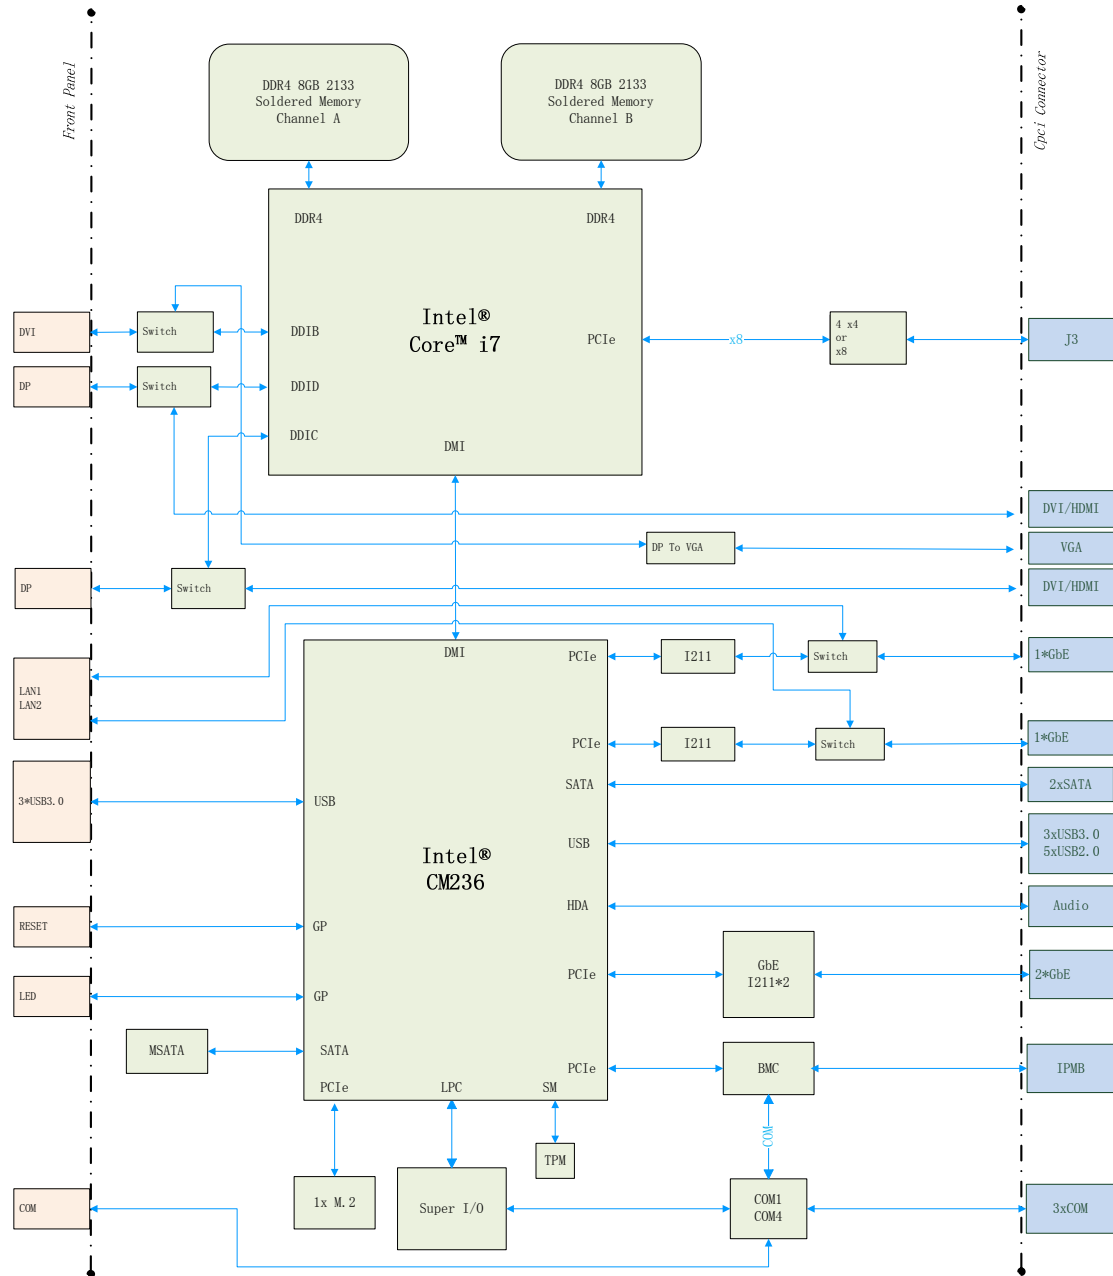 Front Panel
Cpci Connector
DDR4 8GB 2133
Soldered Memory
Channel A
DDR4 8GB 2133
Soldered Memory
Channel B
DDR4
DDR4
Intel®
Core™ i7
DDIB
DDID
DDIC
PCIe
DMI
DVI
Switch
DP
Switch
x8
4 x4
or
x8
J3
DVI/HDMI
DP To VGA
VGA
DP
Switch
DVI/HDMI
DMI
PCIe
I211
Switch
1*GbE
LAN1
LAN2
PCIe
I211
Switch
1*GbE
SATA
2xSATA
3*USB3.0
USB
USB
3xUSB3.0
5xUSB2.0
Intel®
CM236
HDA
Audio
RESET
GP
PCIe
GbE
I211*2
2*GbE
LED
GP
MSATA
SATA
PCIe
BMC
IPMB
PCIe
LPC
SM
COM
TPM
1x M.2
Super I/O
COM1
COM4
3xCOM
COM